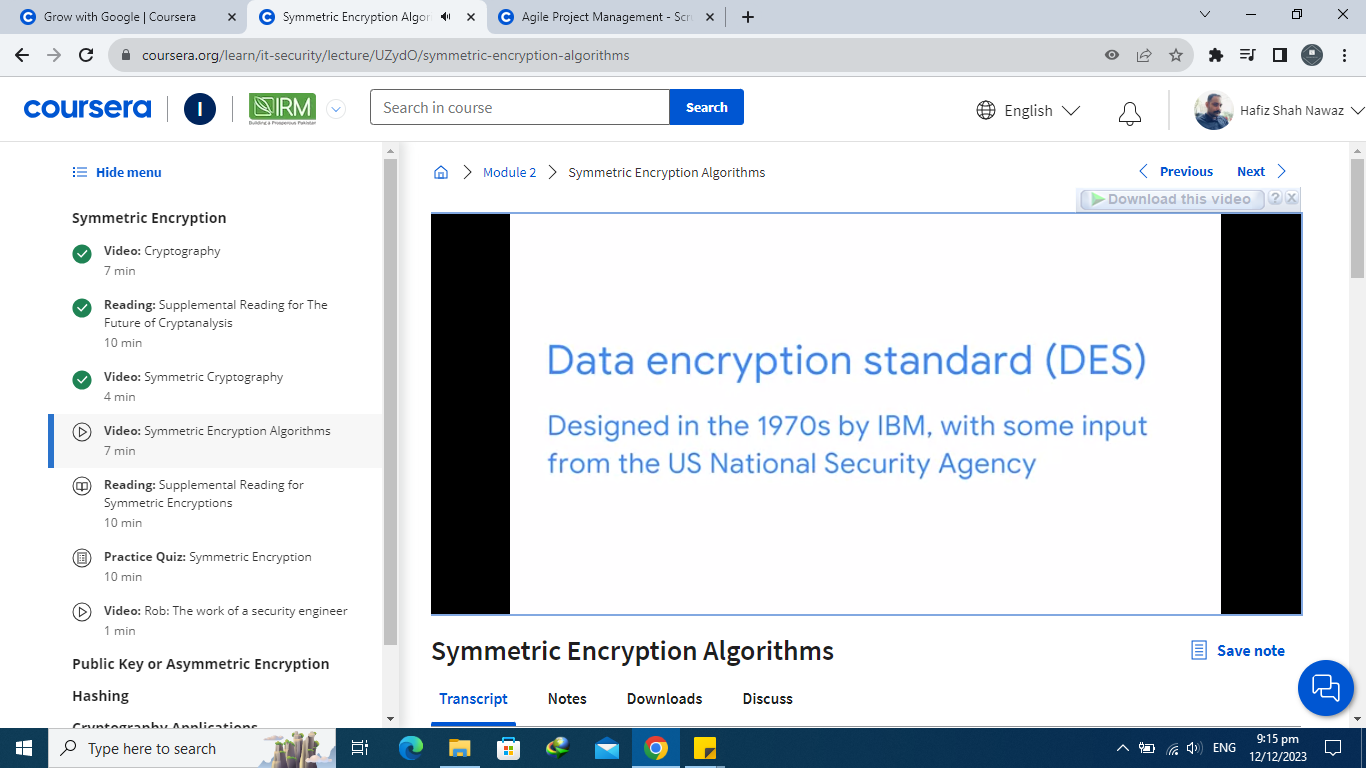 Grow with Google | Coursera
Symmetric Encryption Algor
Agile Project Management - Scr
coursera.org/learn/it-security/lecture/UZydO/symmetric-encryption-algorithms
coursera
I
IRM
Search in course
Search
English
Hafiz Shah Nawaz
Hide menu
Module 2
Symmetric Encryption Algorithms
Previous
Next
Download this video
?
X
Symmetric Encryption
Video: Cryptography
7 min
Reading: Supplemental Reading for The
Future of Cryptanalysis
10 min
Video: Symmetric Cryptography
4 min
Video: Symmetric Encryption Algorithms
7 min
Reading: Supplemental Reading for
Symmetric Encryptions
10 min
Practice Quiz: Symmetric Encryption
10 min
Video: Rob: The work of a security engineer
1 min
Public Key or Asymmetric Encryption
Hashing
Cryptography Applications
Data encryption standard (DES)
Designed in the 1970s by IBM, with some input
from the US National Security Agency
Symmetric Encryption Algorithms
Save note
Transcript
Notes
Downloads
Discuss
Type here to search
ENG
9:15 pm
12/12/2023